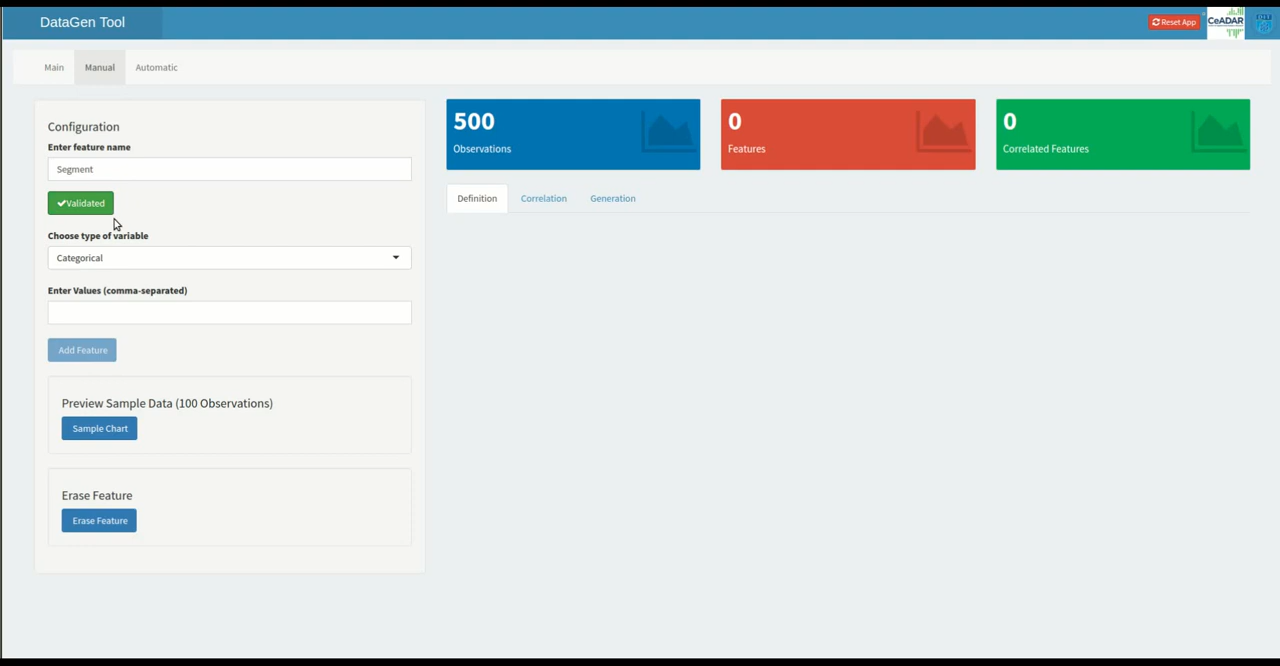 DataGen Tool
Reset App
CeADAR
Main
Manual
Automatic
Configuration
Enter feature name
Segment
Validated
Choose type of variable
Categorical
Enter Values (comma-separated)
Add Feature
Preview Sample Data (100 Observations)
Sample Chart
Erase Feature
Erase Feature
500
Observations
0
Features
0
Correlated Features
Definition
Correlation
Generation